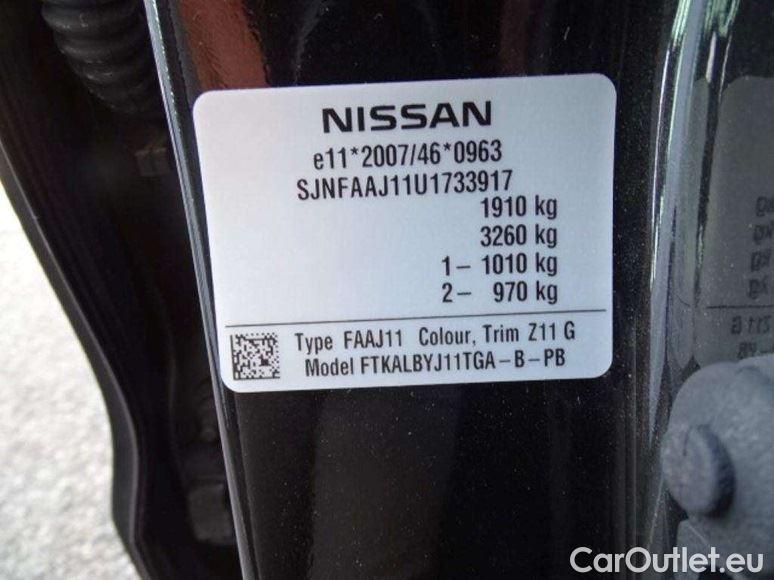 NISSAN
e11*2007/46*0963
SJNFAAJ11U1733917
1910 kg
3260 kg
1 – 1010 kg
2 – 970 kg
Type FAAJ11 Colour, Trim Z11 G
Model FTKALBYJ11TGA – B – PB
CarOutlet.eu